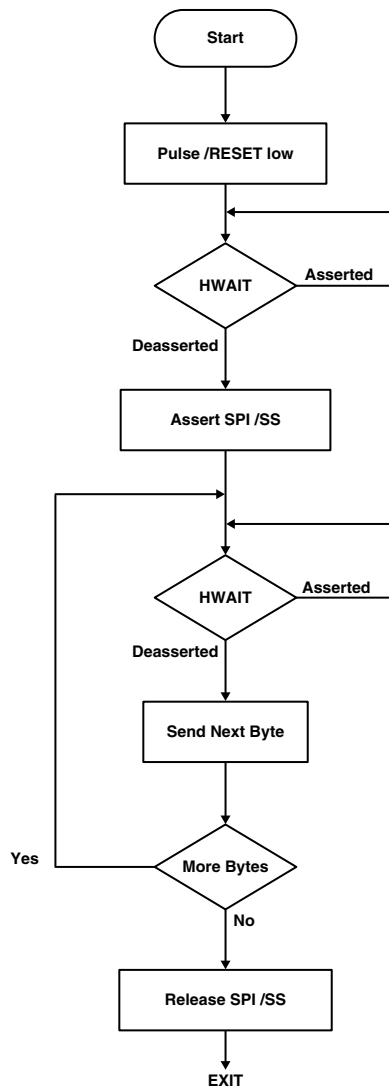 Start
Pulse /RESET low
HWAIT
Asserted
Deasserted
Assert SPI /SS
HWAIT
Asserted
Deasserted
Send Next Byte
Yes
More Bytes
No
Release SPI /SS
EXIT